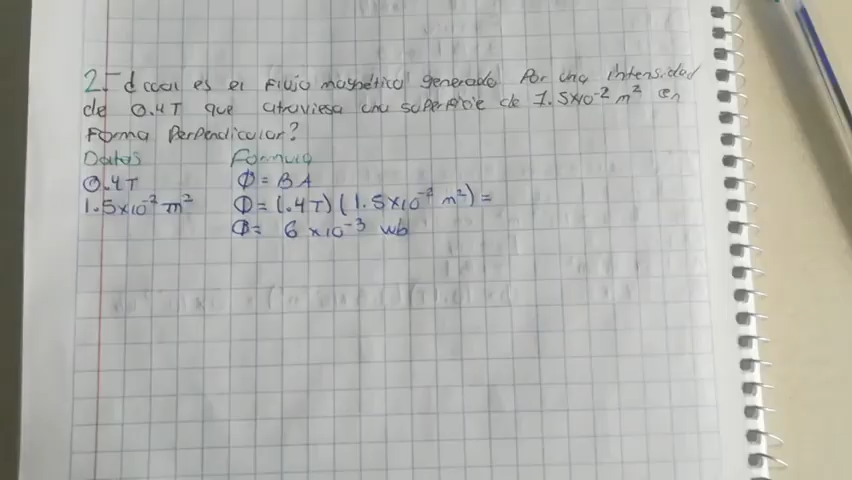 2.- ¿ cual es el Flujo magnético generado Por una intensidad
de 0.4T que atraviesa una superficie de 1.5x10⁻² m² en
Forma Perpendicular?
Datos Formula
0.4T Φ = BA
1.5x10⁻² m² Φ = (.4T) (1.5x10⁻² m²) =
Φ = 6 x10⁻³ wb